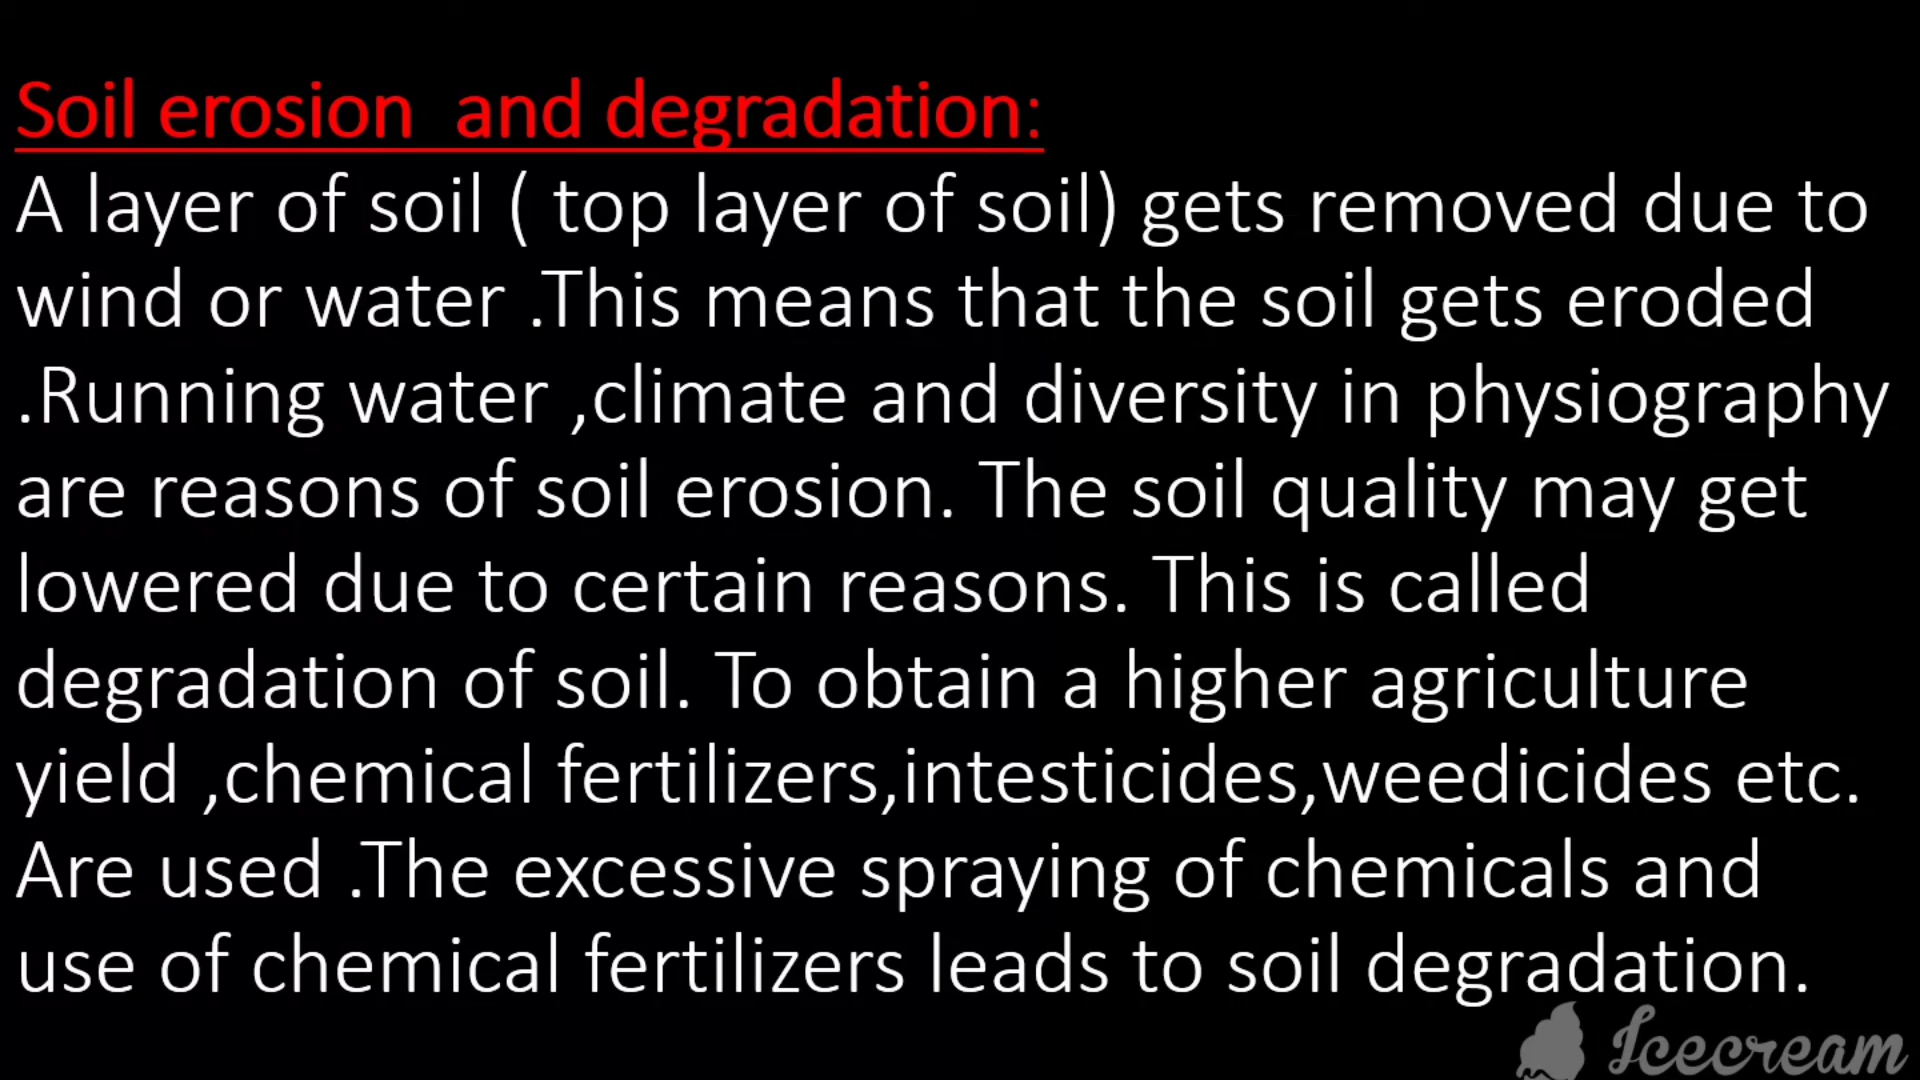 Soil erosion  and degradation:
A layer of soil ( top layer of soil) gets removed due to
wind or water .This means that the soil gets eroded
.Running water ,climate and diversity in physiography
are reasons of soil erosion. The soil quality may get
lowered due to certain reasons. This is called
degradation of soil. To obtain a higher agriculture
yield ,chemical fertilizers,intesticides,weedicides etc.
Are used .The excessive spraying of chemicals and
use of chemical fertilizers leads to soil degradation.
Icecream